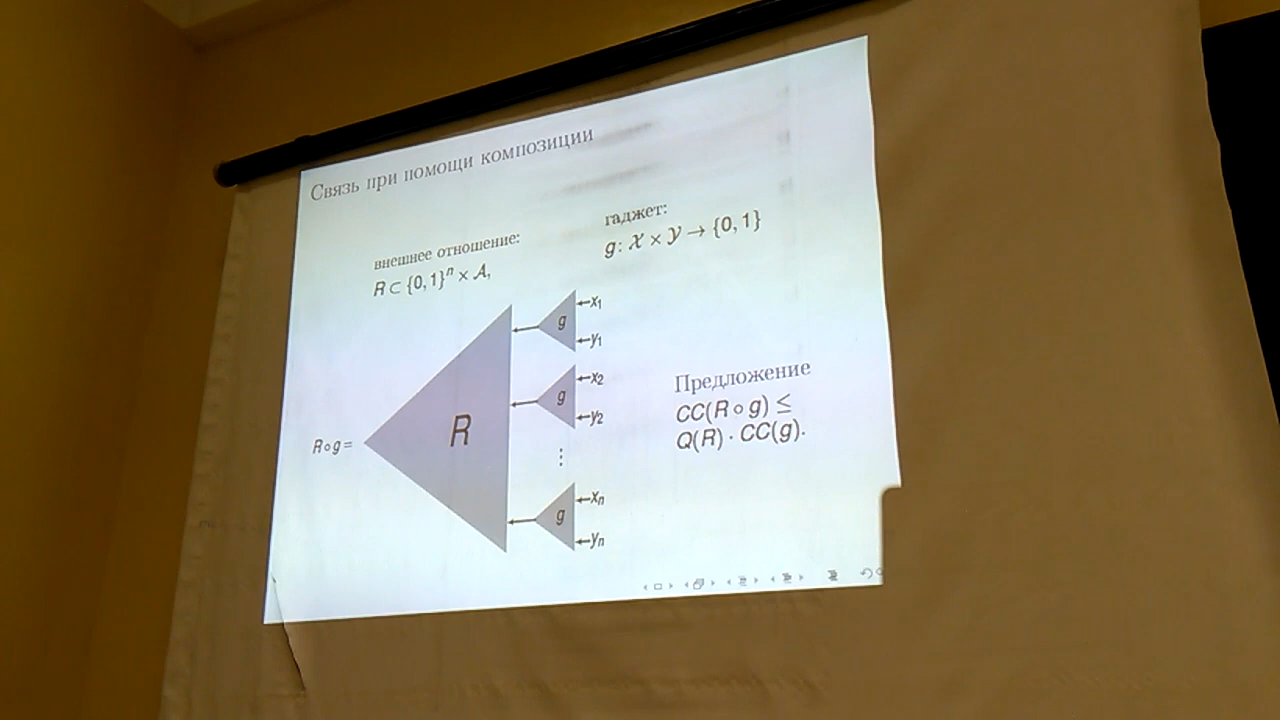 Связь при помощи композиции
внешнее отношение:
R ⊂ {0, 1}ⁿ × 𝒜,
гаджет:
g: 𝒳 × 𝒴 → {0, 1}
R ∘ g =
R
g
x₁
y₁
g
x₂
y₂
⋮
g
xₙ
yₙ
Предложение
CC(R ∘ g) ≤
Q(R) · CC(g).